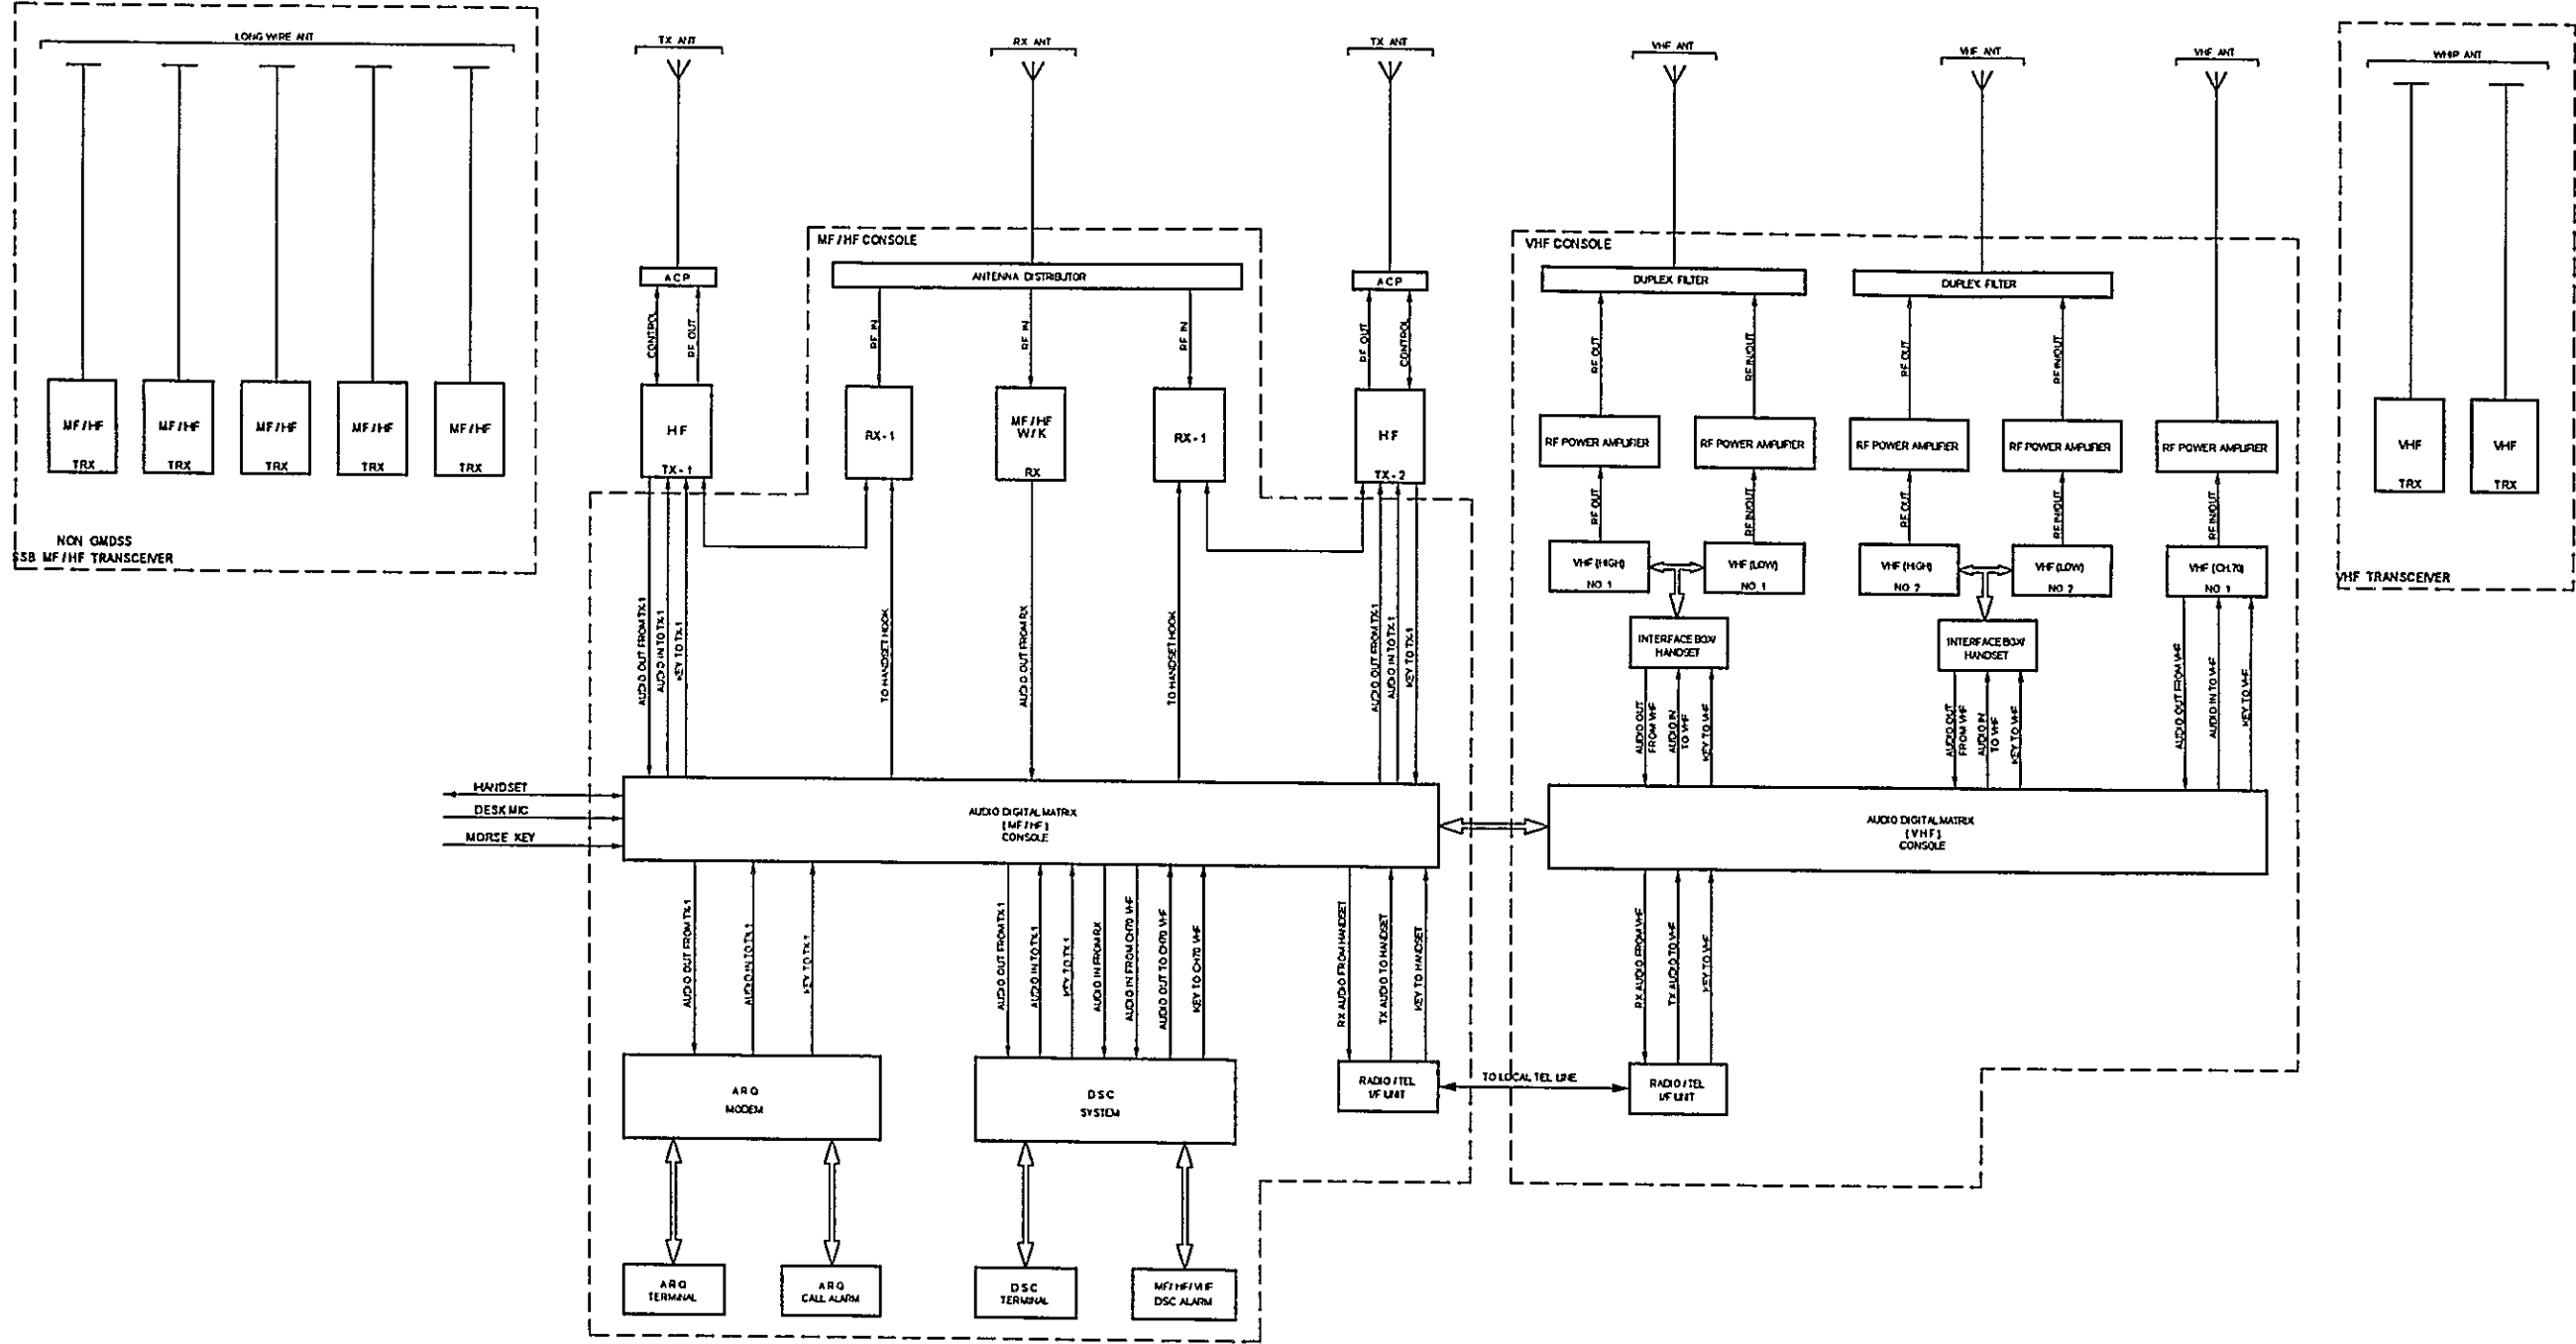 LONG WIRE ANT
TX ANT
RX ANT
TX ANT
VHF ANT
VHF ANT
VHF ANT
WHIP ANT
MF/HF CONSOLE
VHF CONSOLE
ACP
ANTENNA DISTRIBUTOR
ACP
DUPLEX FILTER
DUPLEX FILTER
CONTROL
RF OUT
RF IN
RF IN
RF IN
RF OUT
CONTROL
RF OUT
RF IN/OUT
RF OUT
RF IN/OUT
MF/HF
TRX
MF/HF
TRX
MF/HF
TRX
MF/HF
TRX
MF/HF
TRX
HF
TX-1
RX-1
MF/HF
W/K
RX
RX-1
HF
TX-2
RF POWER AMPLIFIER
RF POWER AMPLIFIER
RF POWER AMPLIFIER
RF POWER AMPLIFIER
RF POWER AMPLIFIER
VHF
TRX
VHF
TRX
RF OUT
RF IN/OUT
RF OUT
RF IN/OUT
RF IN/OUT
NON GMDSS
SSB MF/HF TRANSCEIVER
VHF (HIGH)
NO 1
VHF (LOW)
NO 1
VHF (HIGH)
NO 2
VHF (LOW)
NO 2
VHF (CH.70)
NO 1
VHF TRANSCEIVER
AUDIO OUT FROM TX-1
AUDIO IN TO TX-1
KEY TO TX-1
TO HANDSET HOOK
AUDIO OUT FROM RX
TO HANDSET HOOK
AUDIO OUT FROM TX-1
AUDIO IN TO TX-1
KEY TO TX-1
INTERFACE BOX/
HANDSET
INTERFACE BOX/
HANDSET
AUDIO OUT
FROM VHF
AUDIO IN
TO VHF
KEY TO VHF
AUDIO OUT
FROM VHF
AUDIO IN
TO VHF
KEY TO VHF
AUDIO OUT FROM VHF
AUDIO IN TO VHF
KEY TO VHF
HANDSET
DESK MIC
MORSE KEY
AUDIO DIGITAL MATRIX
(MF/HF)
CONSOLE
AUDIO DIGITAL MATRIX
(VHF)
CONSOLE
AUDIO OUT FROM TX-1
AUDIO IN TO TX-1
KEY TO TX-1
AUDIO OUT FROM TX-1
AUDIO IN TO TX-1
KEY TO TX-1
AUDIO IN FROM RX
AUDIO IN FROM CH70 VHF
AUDIO OUT TO CH70 VHF
KEY TO CH70 VHF
RX AUDIO FROM HANDSET
TX AUDIO TO HANDSET
KEY TO HANDSET
RX AUDIO FROM VHF
TX AUDIO TO VHF
KEY TO VHF
ARQ
MODEM
DSC
SYSTEM
RADIO/TEL
I/F UNIT
TO LOCAL TEL LINE
RADIO/TEL
I/F UNIT
ARQ
TERMINAL
ARQ
CALL ALARM
DSC
TERMINAL
MF/HF/VHF
DSC ALARM